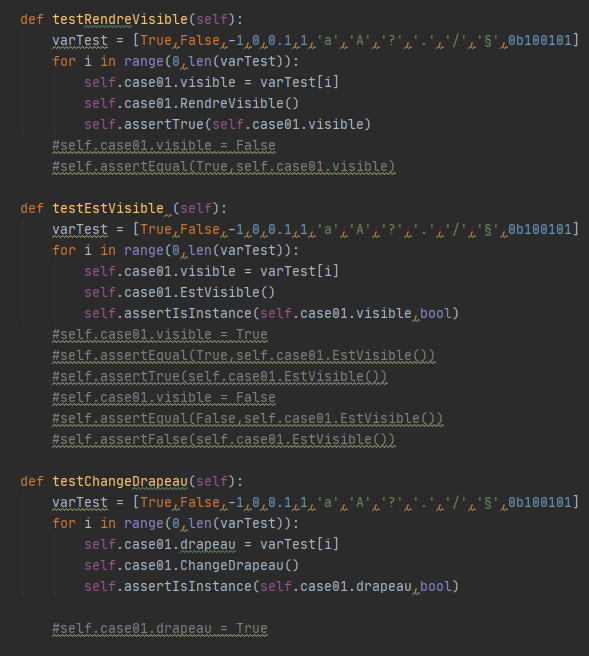 def testRendreVisible(self):
    varTest = [True,False,-1,0,0.1,1,'a','A','?','.','/','§',0b100101]
    for i in range(0,len(varTest)):
        self.case01.visible = varTest[i]
        self.case01.RendreVisible()
        self.assertTrue(self.case01.visible)
    #self.case01.visible = False
    #self.assertEqual(True,self.case01.visible)

def testEstVisible (self):
    varTest = [True,False,-1,0,0.1,1,'a','A','?','.','/','§',0b100101]
    for i in range(0,len(varTest)):
        self.case01.visible = varTest[i]
        self.case01.EstVisible()
        self.assertIsInstance(self.case01.visible,bool)
    #self.case01.visible = True
    #self.assertEqual(True,self.case01.EstVisible())
    #self.assertTrue(self.case01.EstVisible())
    #self.case01.visible = False
    #self.assertEqual(False,self.case01.EstVisible())
    #self.assertFalse(self.case01.EstVisible())

def testChangeDrapeau(self):
    varTest = [True,False,-1,0,0.1,1,'a','A','?','.','/','§',0b100101]
    for i in range(0,len(varTest)):
        self.case01.drapeau = varTest[i]
        self.case01.ChangeDrapeau()
        self.assertIsInstance(self.case01.drapeau,bool)

    #self.case01.drapeau = True